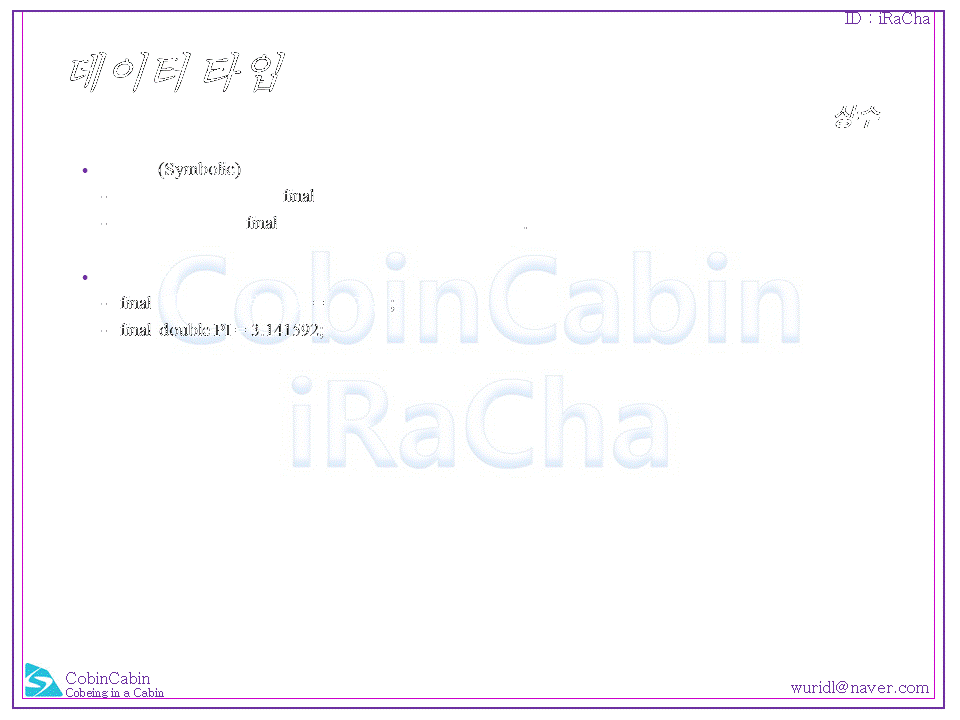 ID : iRaCha
데이터 타입
상수
(Symbolic)
final
final .
final = ;
final double PI = 3.141592;
CobinCabin
iRaCha
CobinCabin
Cobeing in a Cabin
wuridl@naver.com